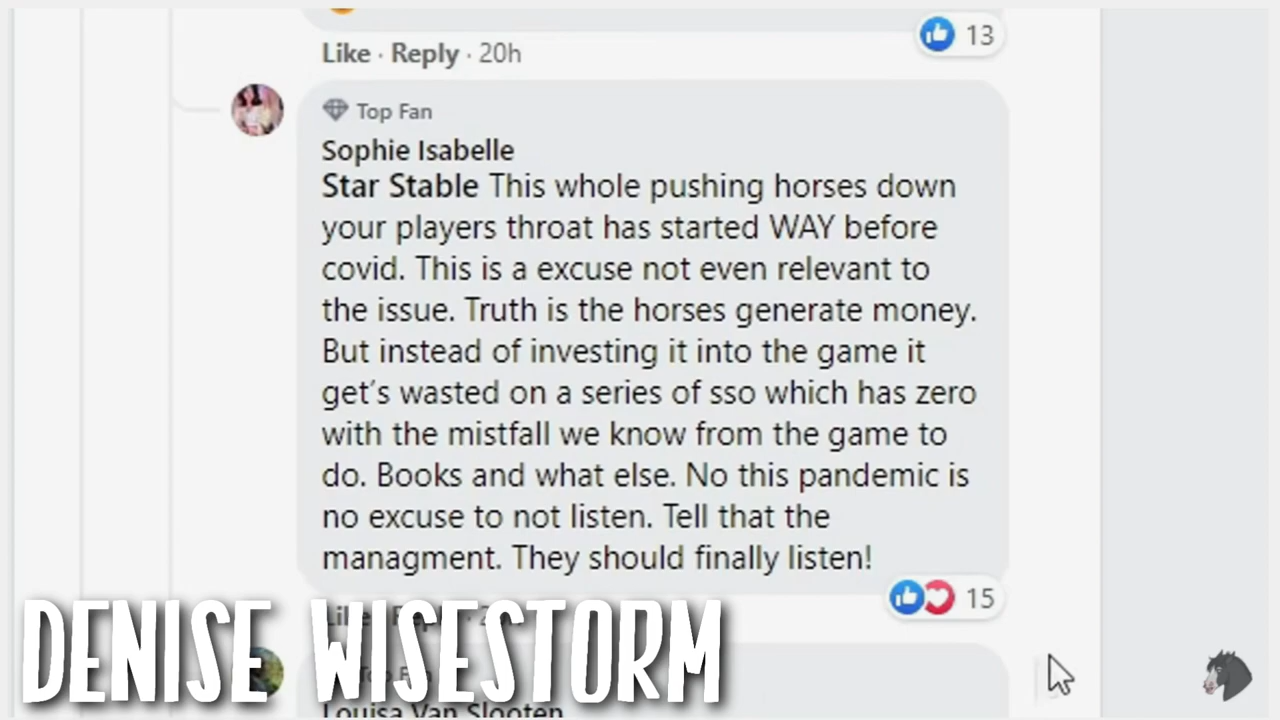 13
Like · Reply · 20h
Top Fan
Sophie Isabelle
Star Stable This whole pushing horses down
your players throat has started WAY before
covid. This is a excuse not even relevant to
the issue. Truth is the horses generate money.
But instead of investing it into the game it
get's wasted on a series of sso which has zero
with the mistfall we know from the game to
do. Books and what else. No this pandemic is
no excuse to not listen. Tell that the
managment. They should finally listen!
15
Like · Reply
DENISE WISESTORM
Top Fan
Louisa Van Slooten